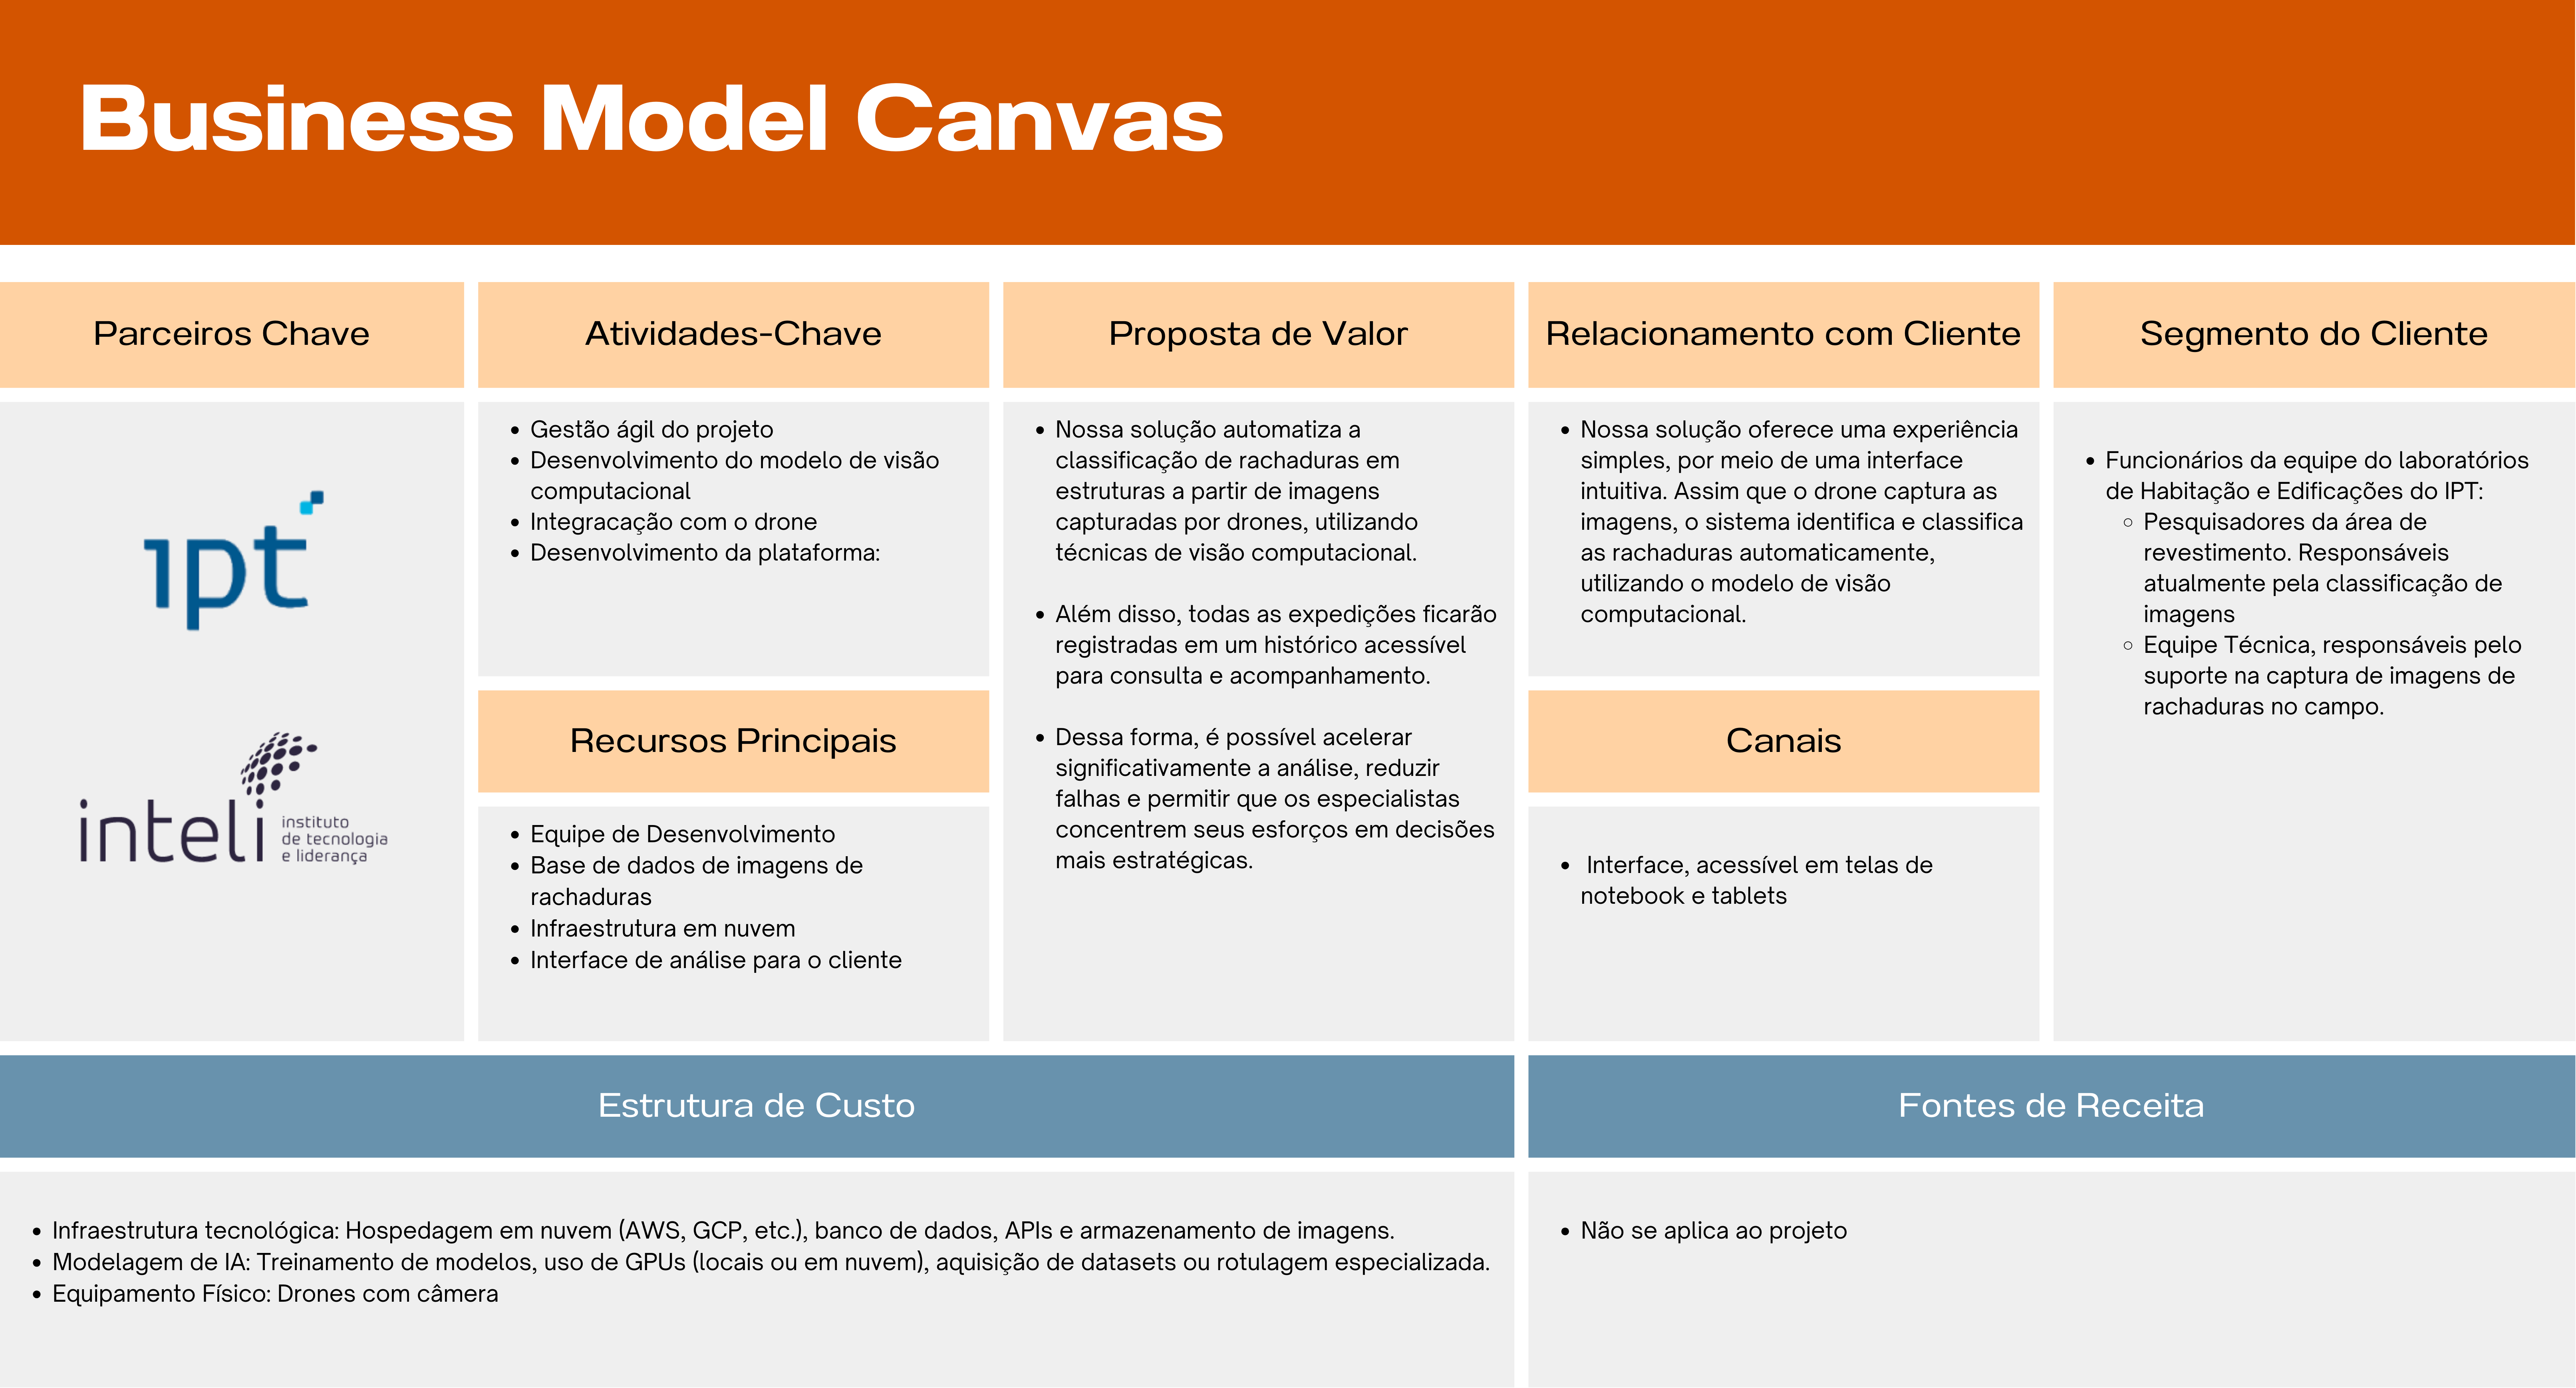 Business Model Canvas
Parceiros Chave
ipt
inteli
instituto
de tecnologia
e liderança
Atividades-Chave
• Gestão ágil do projeto
• Desenvolvimento do modelo de visão
computacional
• Integracação com o drone
• Desenvolvimento da plataforma:
Recursos Principais
• Equipe de Desenvolvimento
• Base de dados de imagens de
rachaduras
• Infraestrutura em nuvem
• Interface de análise para o cliente
Proposta de Valor
• Nossa solução automatiza a
classificação de rachaduras em
estruturas a partir de imagens
capturadas por drones, utilizando
técnicas de visão computacional.
• Além disso, todas as expedições ficarão
registradas em um histórico acessível
para consulta e acompanhamento.
• Dessa forma, é possível acelerar
significativamente a análise, reduzir
falhas e permitir que os especialistas
concentrem seus esforços em decisões
mais estratégicas.
Relacionamento com Cliente
• Nossa solução oferece uma experiência
simples, por meio de uma interface
intuitiva. Assim que o drone captura as
imagens, o sistema identifica e classifica
as rachaduras automaticamente,
utilizando o modelo de visão
computacional.
Canais
• Interface, acessível em telas de
notebook e tablets
Segmento do Cliente
• Funcionários da equipe do laboratórios
de Habitação e Edificações do IPT:
◦ Pesquisadores da área de
revestimento. Responsáveis
atualmente pela classificação de
imagens
◦ Equipe Técnica, responsáveis pelo
suporte na captura de imagens de
rachaduras no campo.
Estrutura de Custo
• Infraestrutura tecnológica: Hospedagem em nuvem (AWS, GCP, etc.), banco de dados, APIs e armazenamento de imagens.
• Modelagem de IA: Treinamento de modelos, uso de GPUs (locais ou em nuvem), aquisição de datasets ou rotulagem especializada.
• Equipamento Físico: Drones com câmera
Fontes de Receita
• Não se aplica ao projeto